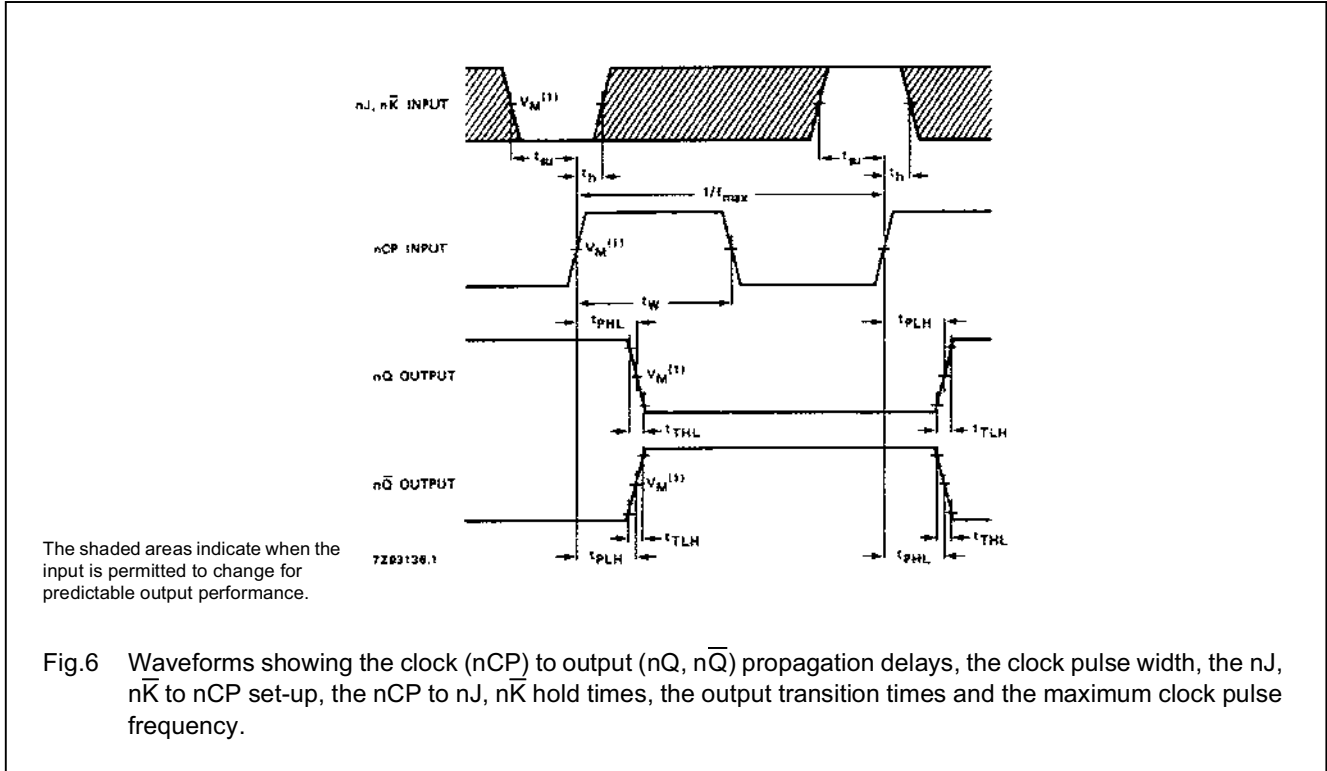 nJ, nK̅ INPUT
V_M(1)
t_su
t_h
t_su
t_h
1/f_max
nCP INPUT
V_M(1)
t_W
t_PHL
t_PLH
nQ OUTPUT
V_M(1)
t_THL
t_TLH
nQ̅ OUTPUT
V_M(1)
t_TLH
t_THL
t_PLH
t_PHL
7Z93136.1
The shaded areas indicate when the
input is permitted to change for
predictable output performance.
Fig.6 Waveforms showing the clock (nCP) to output (nQ, nQ̅) propagation delays, the clock pulse width, the nJ,
nK̅ to nCP set-up, the nCP to nJ, nK̅ hold times, the output transition times and the maximum clock pulse
frequency.